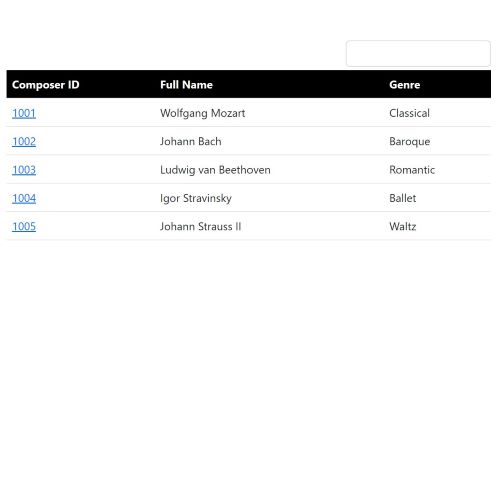 Composer ID Full Name Genre
1001 Wolfgang Mozart Classical
1002 Johann Bach Baroque
1003 Ludwig van Beethoven Romantic
1004 Igor Stravinsky Ballet
1005 Johann Strauss II Waltz